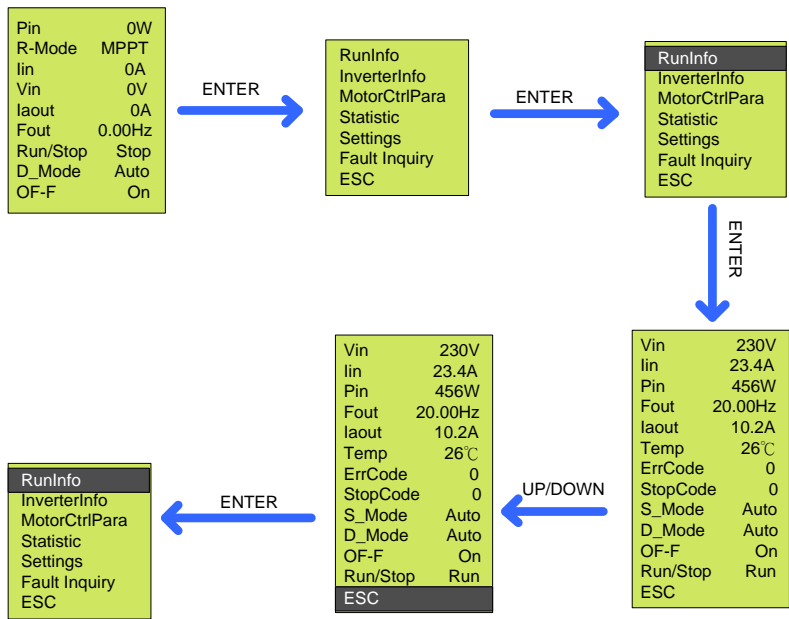 Pin 0W
R-Mode MPPT
Iin 0A
Vin 0V
Iaout 0A
Fout 0.00Hz
Run/Stop Stop
D_Mode Auto
OF-F On
ENTER
RunInfo
InverterInfo
MotorCtrlPara
Statistic
Settings
Fault Inquiry
ESC
ENTER
RunInfo
InverterInfo
MotorCtrlPara
Statistic
Settings
Fault Inquiry
ESC
ENTER
Vin 230V
Iin 23.4A
Pin 456W
Fout 20.00Hz
Iaout 10.2A
Temp 26℃
ErrCode 0
StopCode 0
S_Mode Auto
D_Mode Auto
OF-F On
Run/Stop Run
ESC
UP/DOWN
Vin 230V
Iin 23.4A
Pin 456W
Fout 20.00Hz
Iaout 10.2A
Temp 26℃
ErrCode 0
StopCode 0
S_Mode Auto
D_Mode Auto
OF-F On
Run/Stop Run
ESC
ENTER
RunInfo
InverterInfo
MotorCtrlPara
Statistic
Settings
Fault Inquiry
ESC